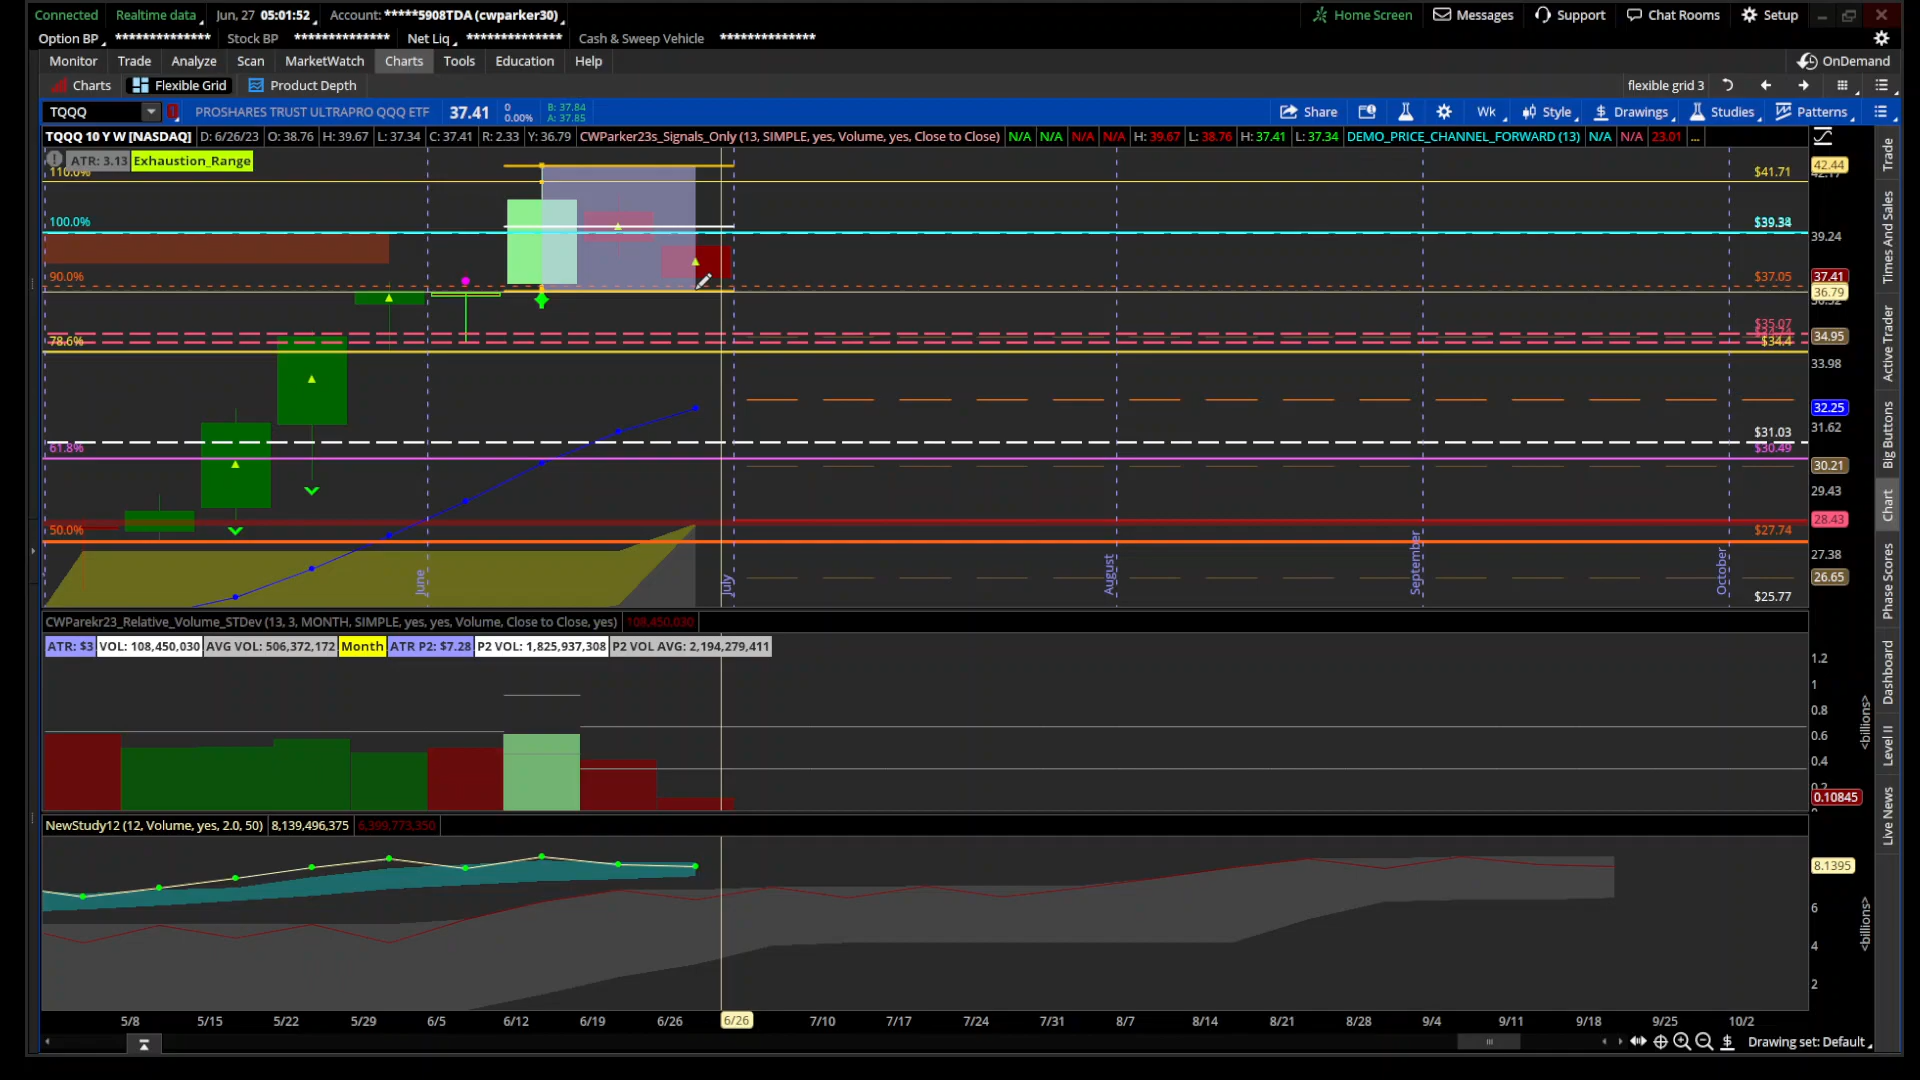 Connected Realtime data Jun, 27 05:01:52 Account: *****5908TDA (cwparker30) Home Screen Messages Support Chat Rooms Setup
Option BP ************** Stock BP ************** Net Liq ************** Cash & Sweep Vehicle **************
Monitor Trade Analyze Scan MarketWatch Charts Tools Education Help OnDemand
Charts Flexible Grid Product Depth flexible grid 3
TQQQ PROSHARES TRUST ULTRAPRO QQQ ETF 37.41 0 0.00% B: 37.84 A: 37.85 Share Wk Style Drawings Studies Patterns
TQQQ 10 Y W [NASDAQ] D: 6/26/23 O: 38.76 H: 39.67 L: 37.34 C: 37.41 R: 2.33 Y: 36.79 CWParker23s_Signals_Only (13, SIMPLE, yes, Volume, yes, Close to Close) N/A N/A N/A N/A H: 39.67 L: 38.76 H: 37.41 L: 37.34 DEMO_PRICE_CHANNEL_FORWARD (13) N/A N/A 23.01 ...
ATR: 3.13 Exhaustion_Range
42.44
110.0% $41.71
100.0%
39.24
90.0% $37.05 37.41
36.79
$35.07
34.95
78.6% $34.4
33.98
32.25
31.62
$31.03
61.8% $30.49
30.21
29.43
28.43
50.0% $27.74
27.38
26.65
$25.77
June July August September October
CWParekr23_Relative_Volume_STDev (13, 3, MONTH, SIMPLE, yes, yes, Volume, Close to Close, yes) 108,450,030
ATR: $3 VOL: 108,450,030 AVG VOL: 506,372,172 Month ATR P2: $7.28 P2 VOL: 1,825,937,308 P2 VOL AVG: 2,194,279,411
1.2
1
0.8
0.6
0.4
0.2
0.10845
<billions>
NewStudy12 (12, Volume, yes, 2.0, 50) 8,139,496,375 6,399,773,350
8.1395
6
4
2
<billions>
5/8 5/15 5/22 5/29 6/5 6/12 6/19 6/26 6/26 7/10 7/17 7/24 7/31 8/7 8/14 8/21 8/28 9/4 9/11 9/18 9/25 10/2
Drawing set: Default
Trade
Times And Sales
Active Trader
Big Buttons
Chart
Phase Scores
Dashboard
Level II
Live News